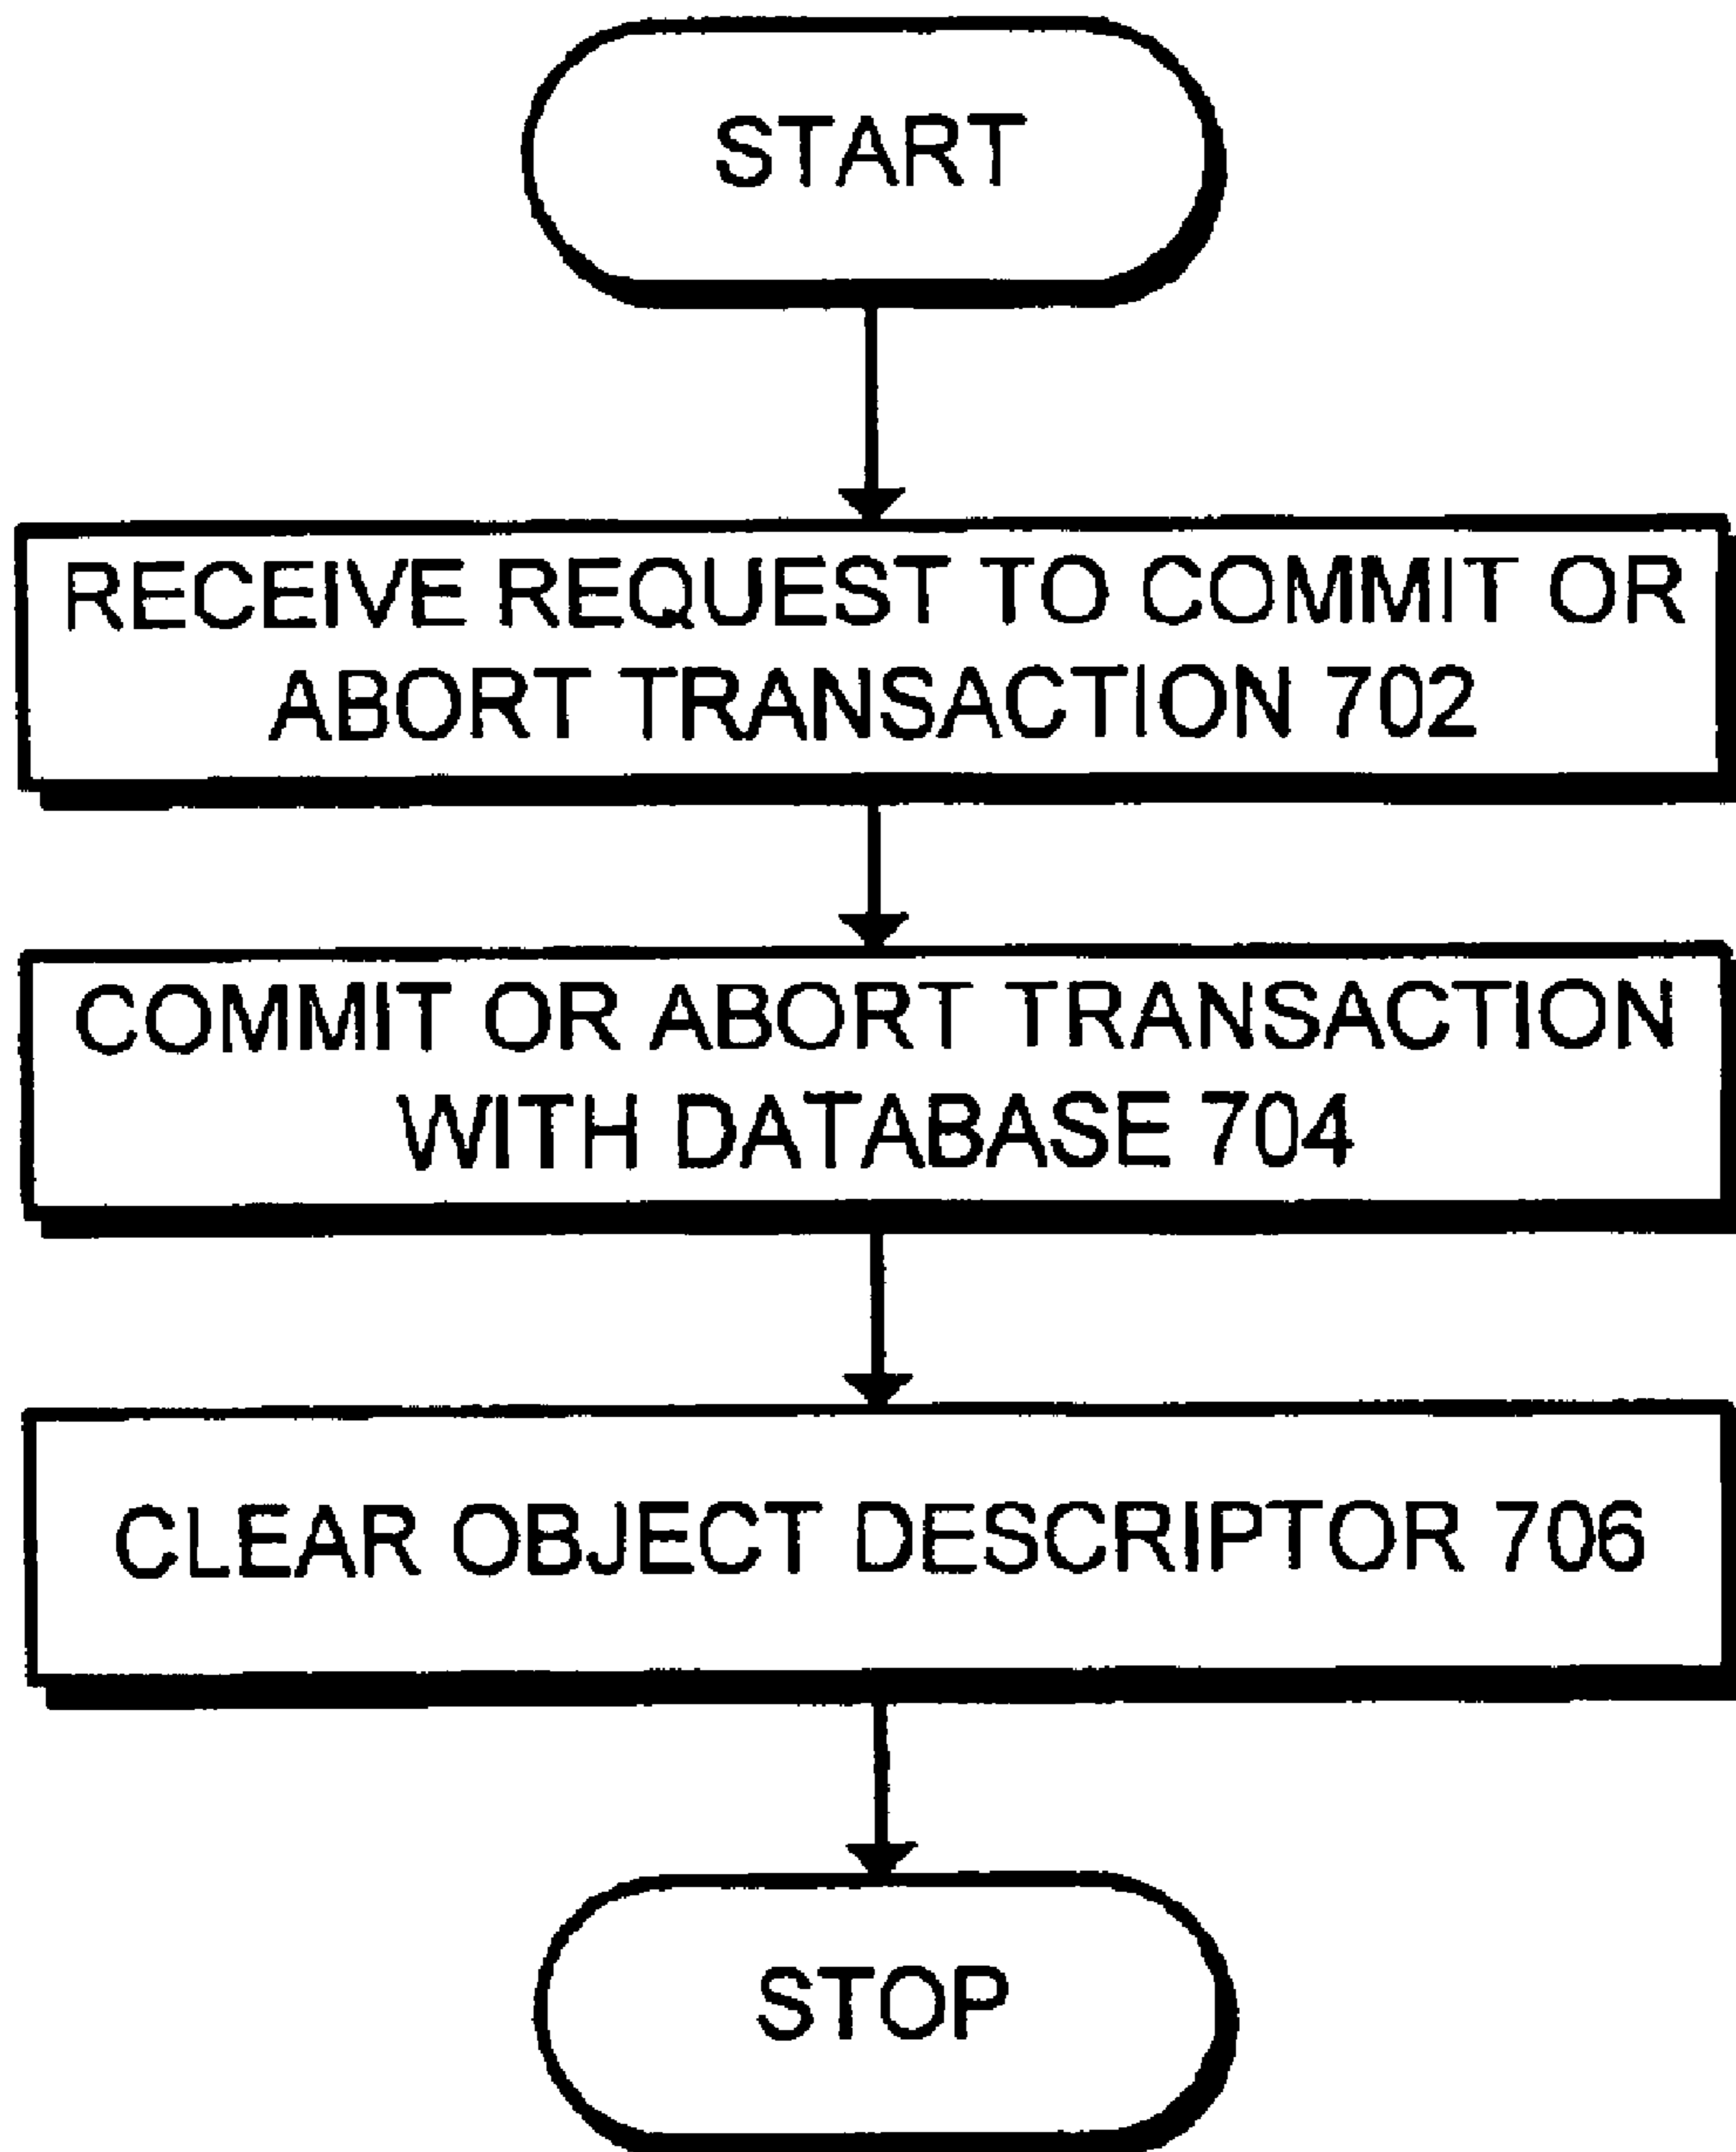 START
RECEIVE REQUEST TO COMMIT OR
ABORT TRANSACTION 702
COMMIT OR ABORT TRANSACTION
WITH DATABASE 704
CLEAR OBJECT DESCRIPTOR 706
STOP